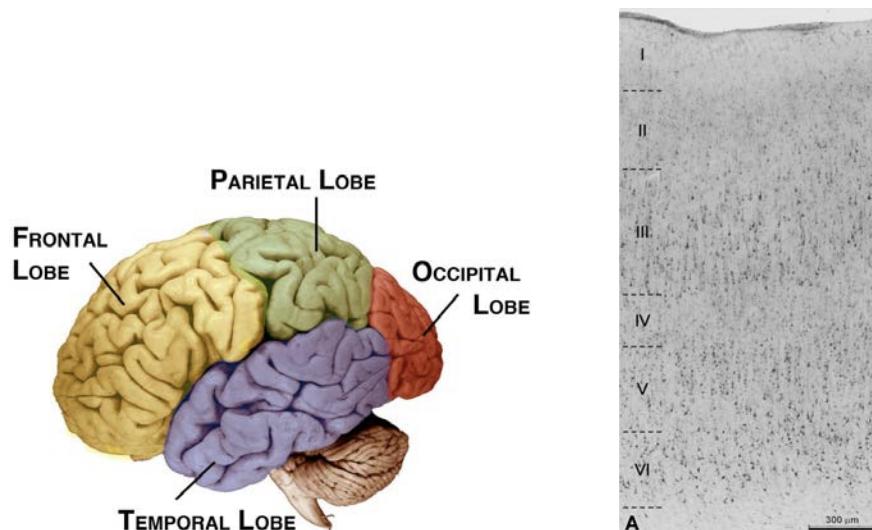 PARIETAL LOBE
FRONTAL
LOBE
OCCIPITAL
LOBE
TEMPORAL LOBE
I
II
III
IV
V
VI
A
300 µm